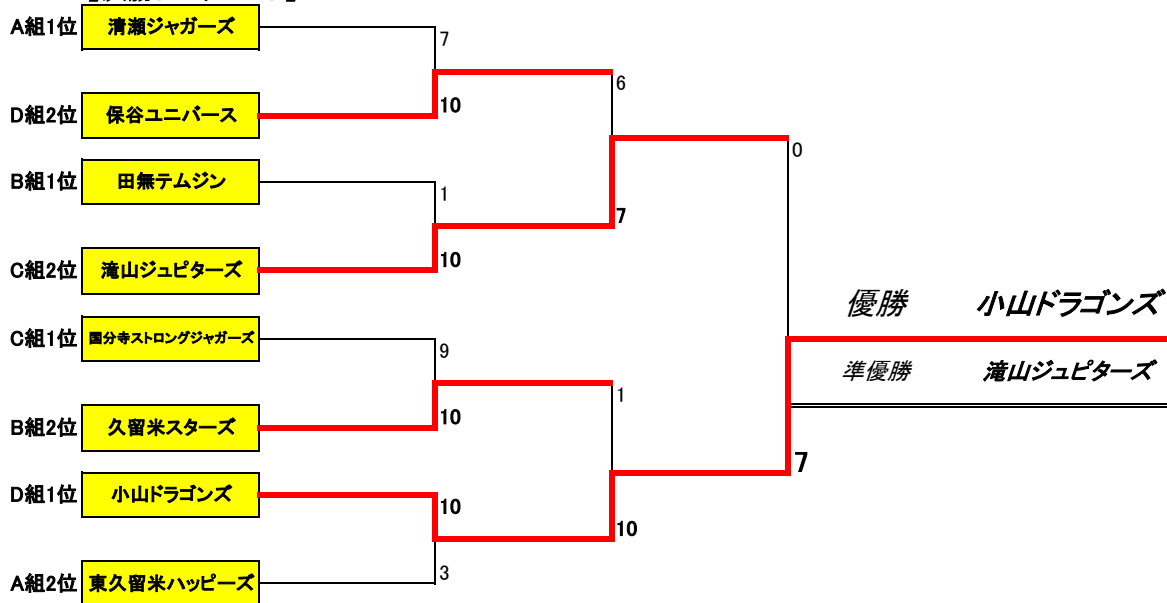 A組1位 清瀬ジャガーズ
7
6
D組2位 保谷ユニバース
10
0
B組1位 田無テムジン
1
7
C組2位 滝山ジュピターズ
10
優勝 小山ドラゴンズ
C組1位 国分寺ストロングジャガーズ
9
準優勝 滝山ジュピターズ
1
B組2位 久留米スターズ
10
7
D組1位 小山ドラゴンズ
10
10
A組2位 東久留米ハッピーズ
3